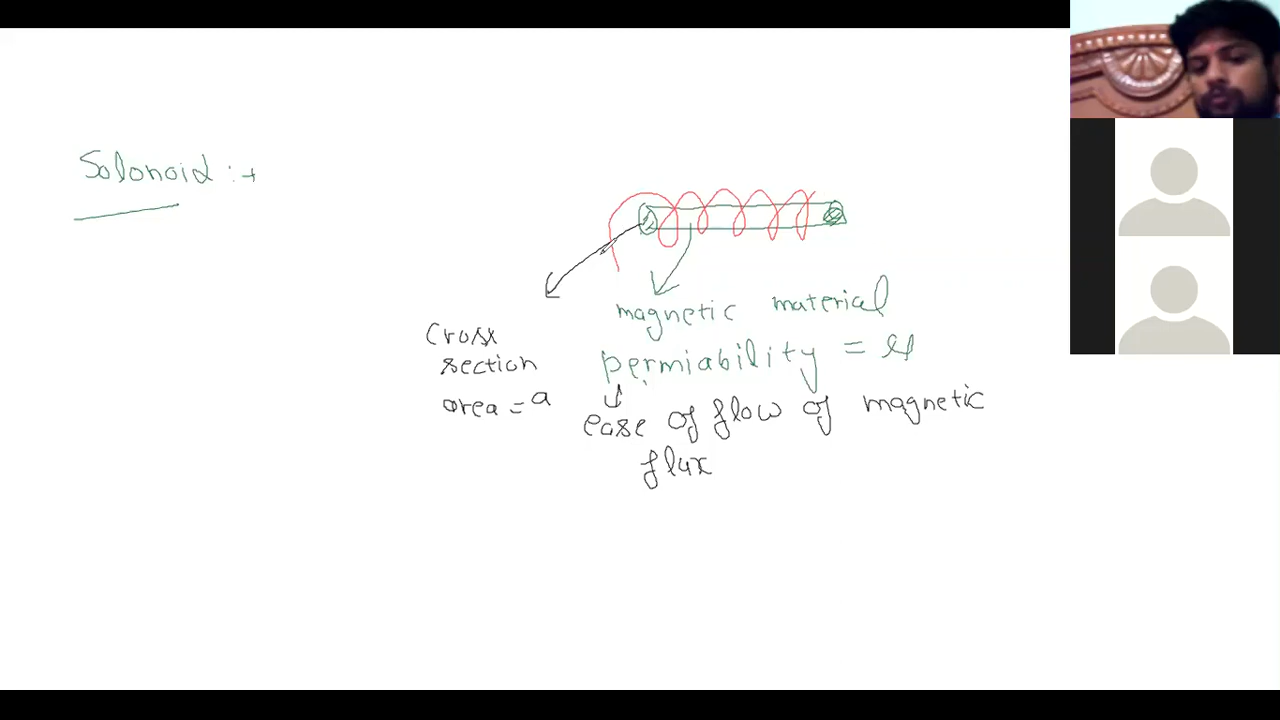 Solonoid :→
magnetic material
permiability = μ
Cross
section
area = a
ease of flow of magnetic
flux